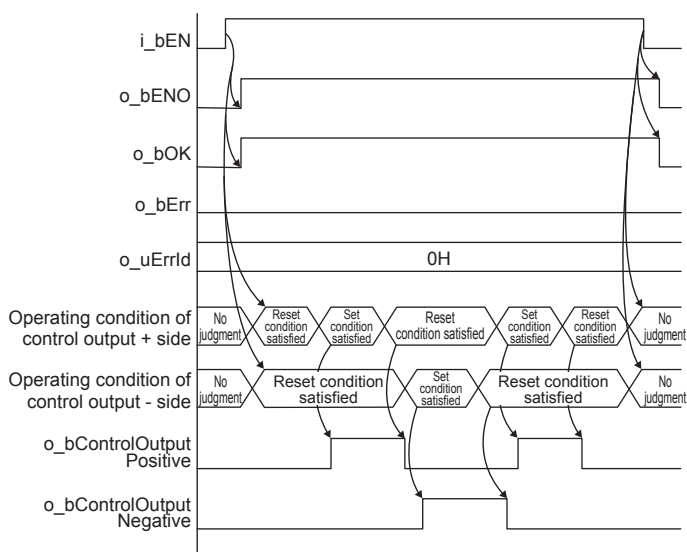 i_bEN
o_bENO
o_bOK
o_bErr
o_uErrId
0H
Operating condition of
control output + side
No
judgment
Reset
condition
satisfied
Set
condition
satisfied
Reset
condition satisfied
Set
condition
satisfied
Reset
condition
satisfied
No
judgment
Operating condition of
control output - side
No
judgment
Reset condition
satisfied
Set
condition
satisfied
Reset condition
satisfied
No
judgment
o_bControlOutput
Positive
o_bControlOutput
Negative